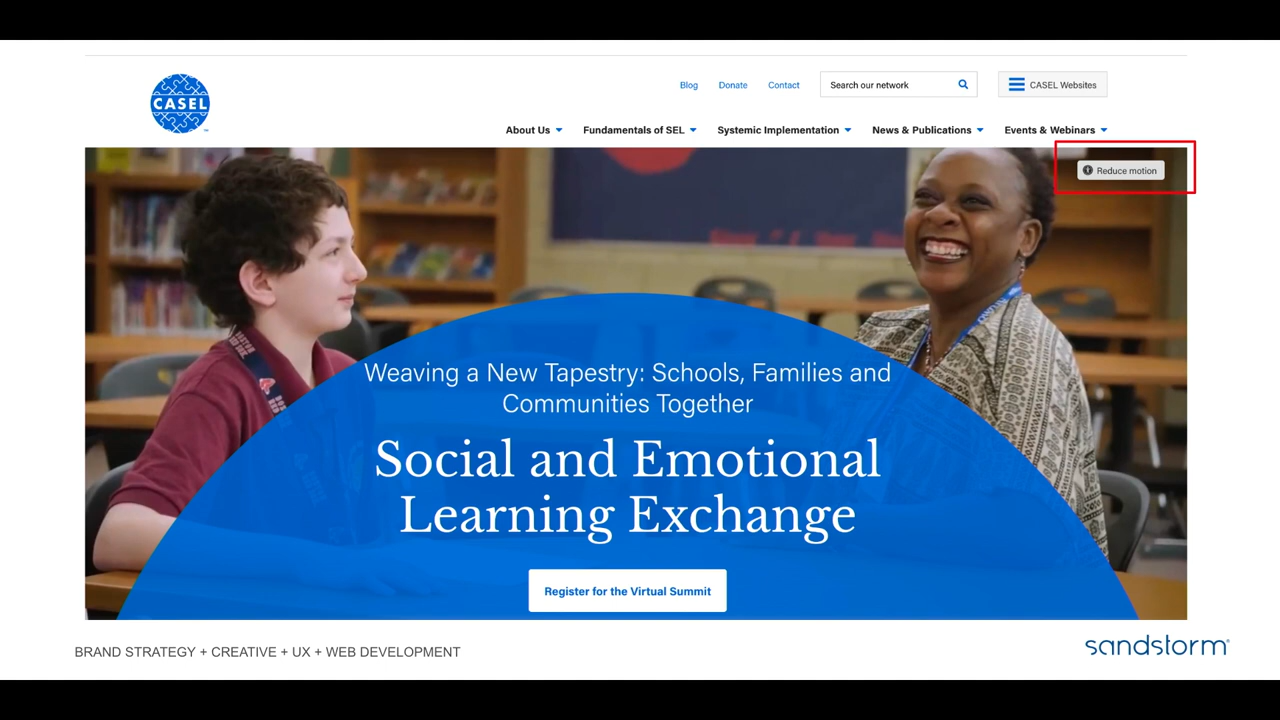 Blog Donate Contact Search our network CASEL Websites
CASEL
About Us Fundamentals of SEL Systemic Implementation News & Publications Events & Webinars
Reduce motion
Weaving a New Tapestry: Schools, Families and
Communities Together
Social and Emotional
Learning Exchange
Register for the Virtual Summit
BRAND STRATEGY + CREATIVE + UX + WEB DEVELOPMENT
sandstorm